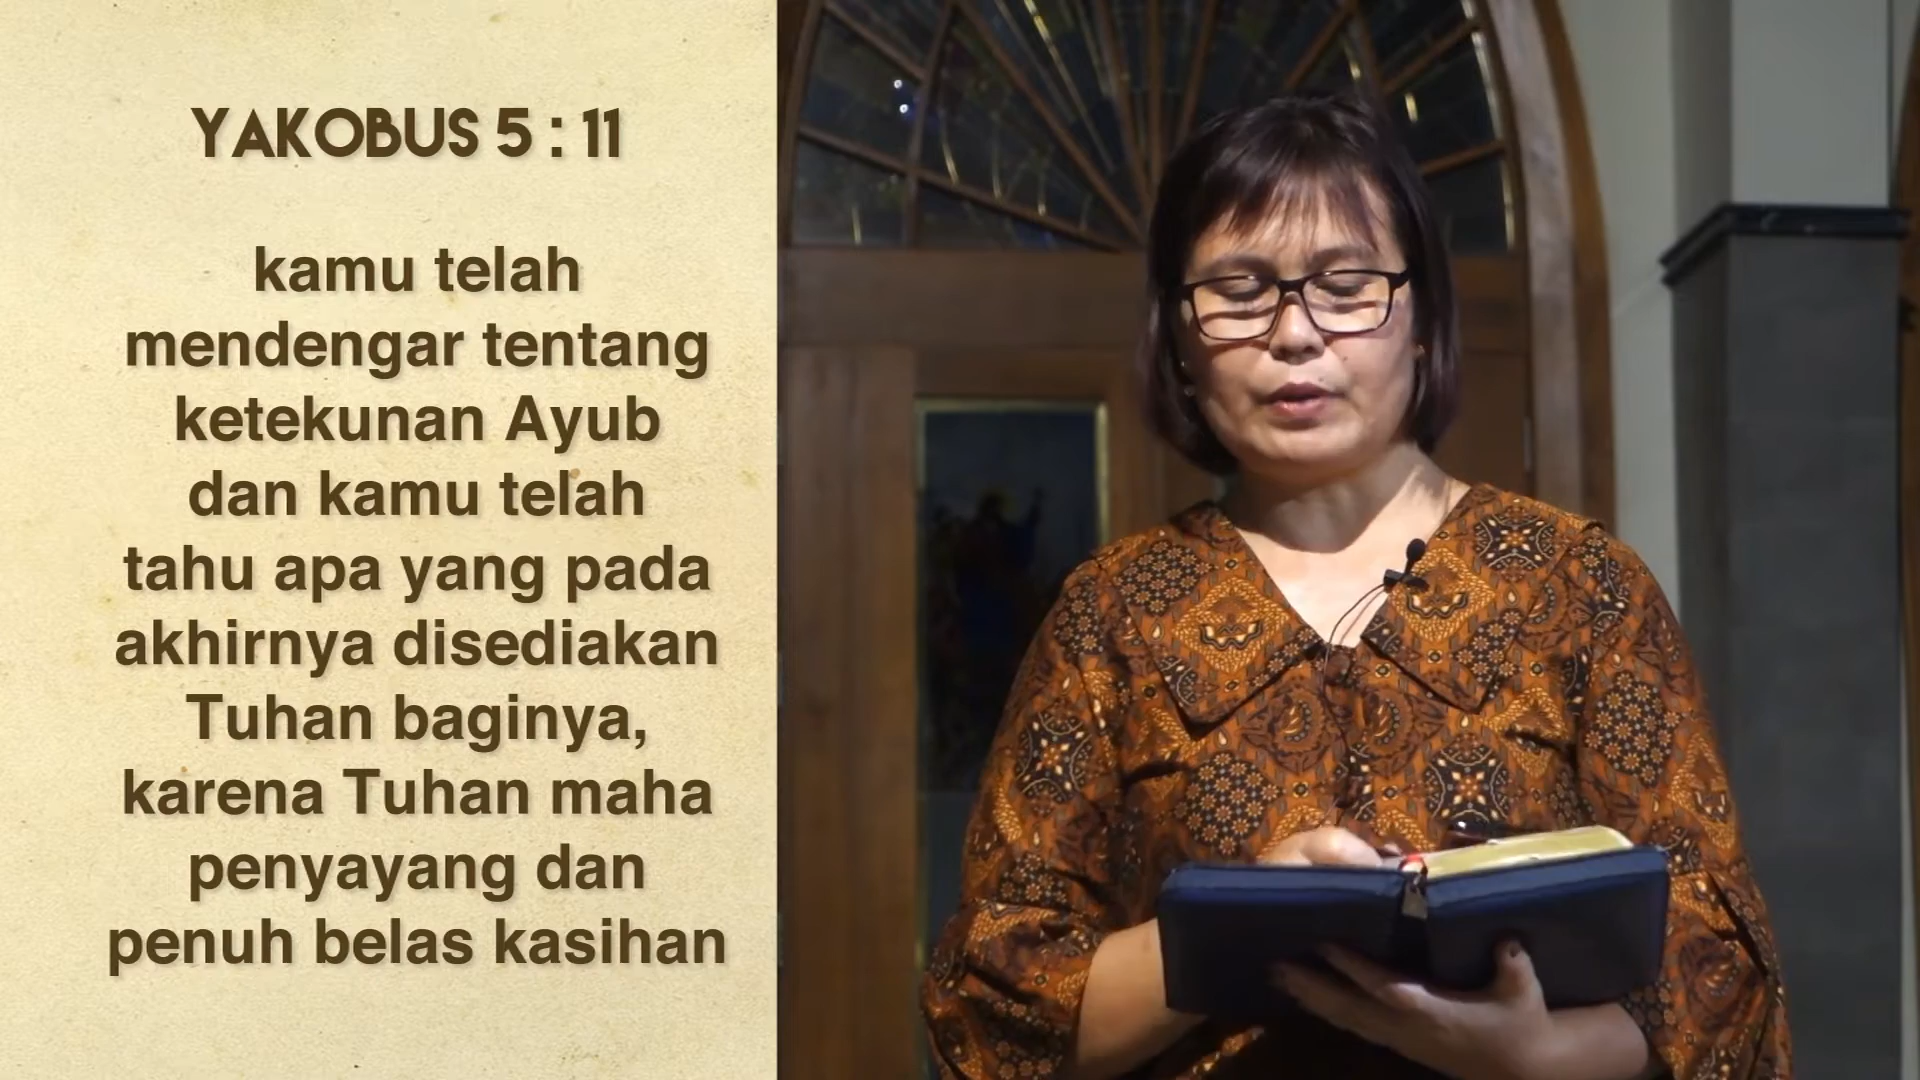 YAKOBUS 5 : 11
kamu telah
mendengar tentang
ketekunan Ayub
dan kamu telah
tahu apa yang pada
akhirnya disediakan
Tuhan baginya,
karena Tuhan maha
penyayang dan
penuh belas kasihan